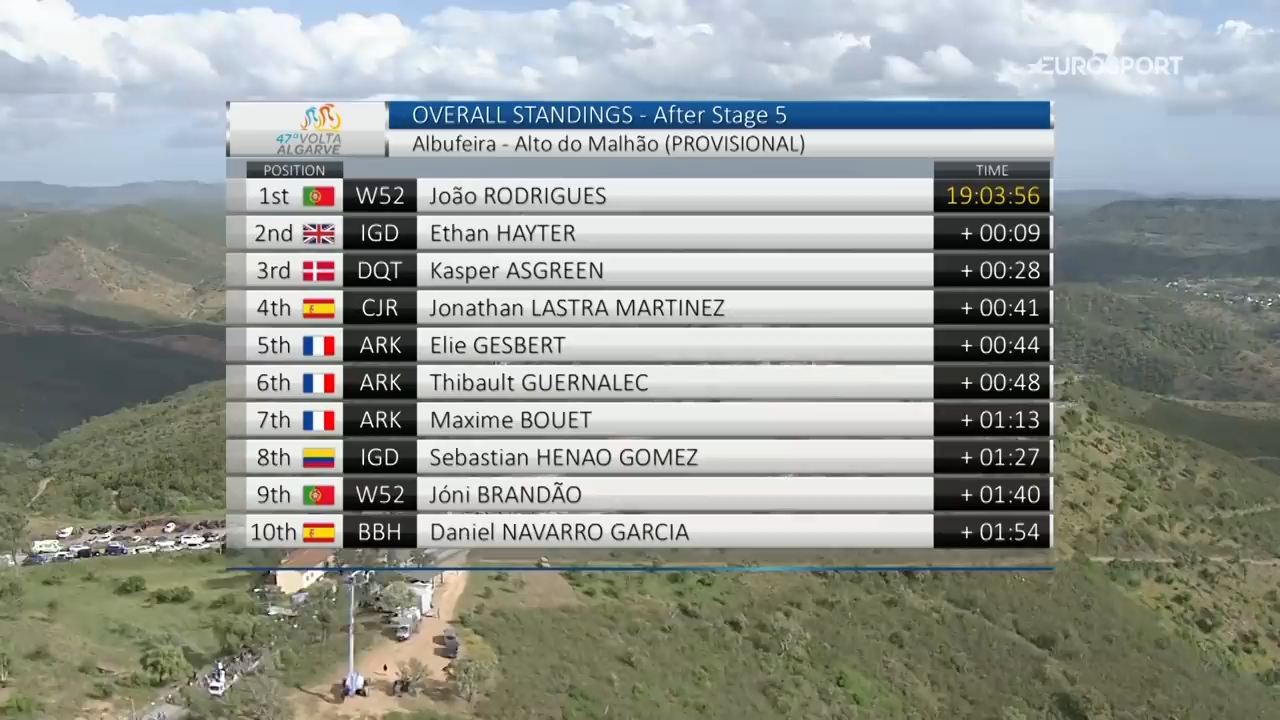 EUROSPORT
47ª VOLTA
ALGARVE
OVERALL STANDINGS - After Stage 5
Albufeira - Alto do Malhão (PROVISIONAL)
POSITION TIME
1st W52 João RODRIGUES 19:03:56
2nd IGD Ethan HAYTER + 00:09
3rd DQT Kasper ASGREEN + 00:28
4th CJR Jonathan LASTRA MARTINEZ + 00:41
5th ARK Elie GESBERT + 00:44
6th ARK Thibault GUERNALEC + 00:48
7th ARK Maxime BOUET + 01:13
8th IGD Sebastian HENAO GOMEZ + 01:27
9th W52 Jóni BRANDÃO + 01:40
10th BBH Daniel NAVARRO GARCIA + 01:54